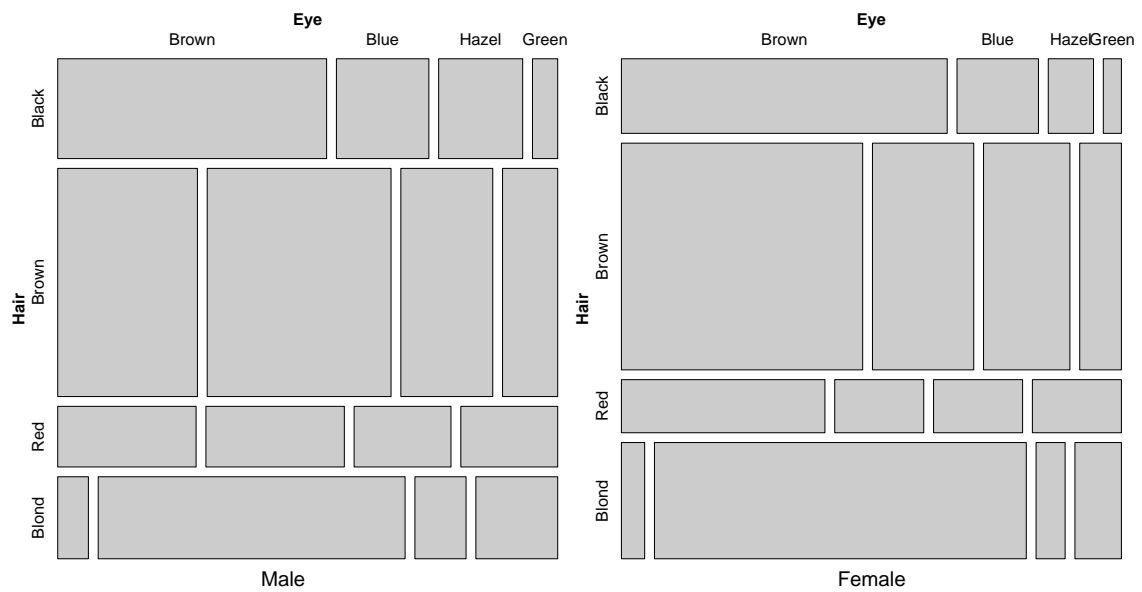 Eye
Brown Blue Hazel Green
Hair
Black
Brown
Red
Blond
Male
Eye
Brown Blue Hazel Green
Hair
Black
Brown
Red
Blond
Female